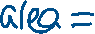 area =